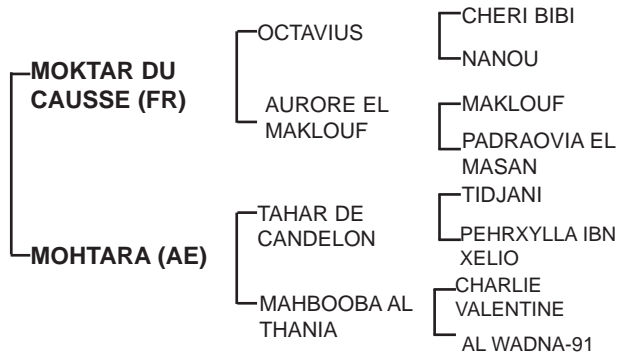 CHERI BIBI
OCTAVIUS
NANOU
MOKTAR DU
CAUSSE (FR)
AURORE EL
MAKLOUF
MAKLOUF
PADRAOVIA EL
MASAN
TIDJANI
TAHAR DE
CANDELON
PEHRXYLLA IBN
XELIO
MOHTARA (AE)
CHARLIE
VALENTINE
MAHBOOBA AL
THANIA
AL WADNA-91